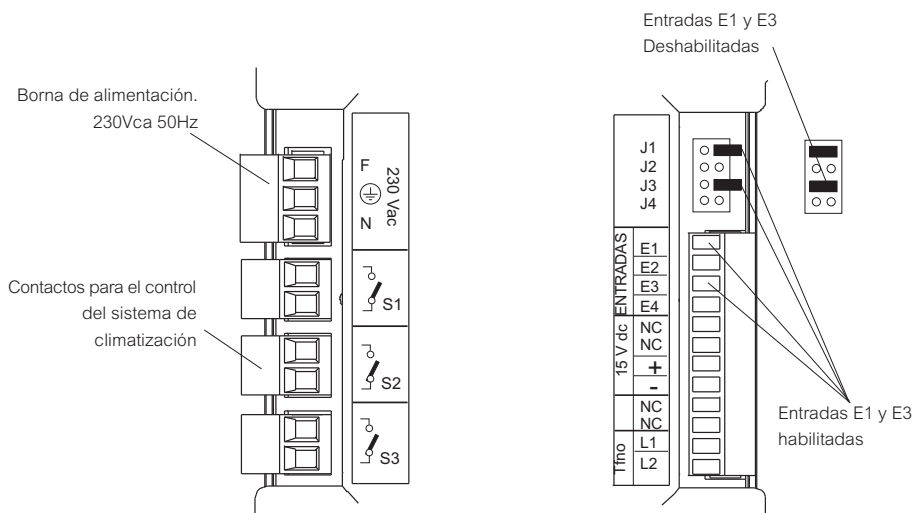 Entradas E1 y E3
Deshabilitadas
Borna de alimentación.
230Vca 50Hz
F
N
230 Vac
S1
Contactos para el control
del sistema de
climatización
S2
S3
J1
J2
J3
J4
ENTRADAS
E1
E2
E3
E4
15 V dc
NC
NC
+
-
NC
NC
Tfno
L1
L2
Entradas E1 y E3
habilitadas